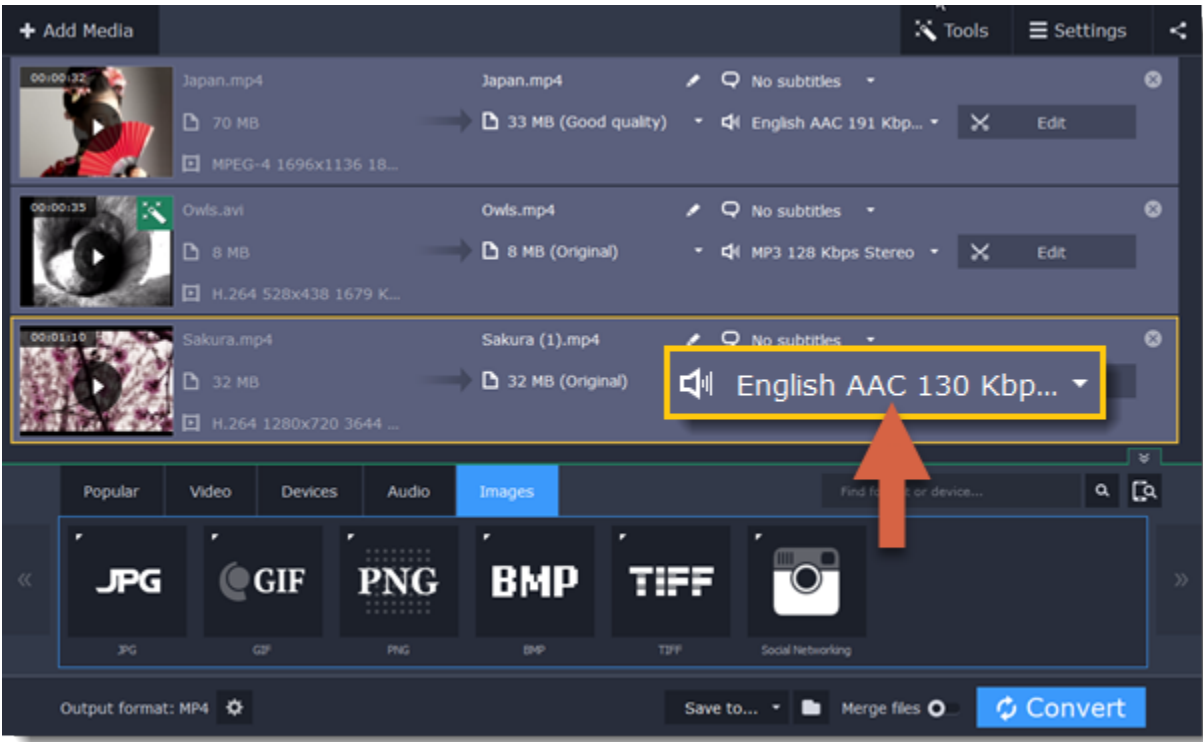 Add Media
Tools
Settings
00:00:32
Japan.mp4
Japan.mp4
No subtitles
70 MB
33 MB (Good quality)
English AAC 191 Kbp...
Edit
MPEG-4 1696x1136 18...
00:00:35
Owls.avi
Owls.mp4
No subtitles
8 MB
8 MB (Original)
MP3 128 Kbps Stereo
Edit
H.264 528x438 1679 K...
00:01:10
Sakura.mp4
Sakura (1).mp4
No subtitles
32 MB
32 MB (Original)
English AAC 130 Kbp...
H.264 1280x720 3644 ...
Popular
Video
Devices
Audio
Images
Find or device...
JPG
GIF
PNG
BMP
TIFF
JPG
GIF
PNG
BMP
TIFF
Social Networking
Output format: MP4
Save to...
Merge files
Convert